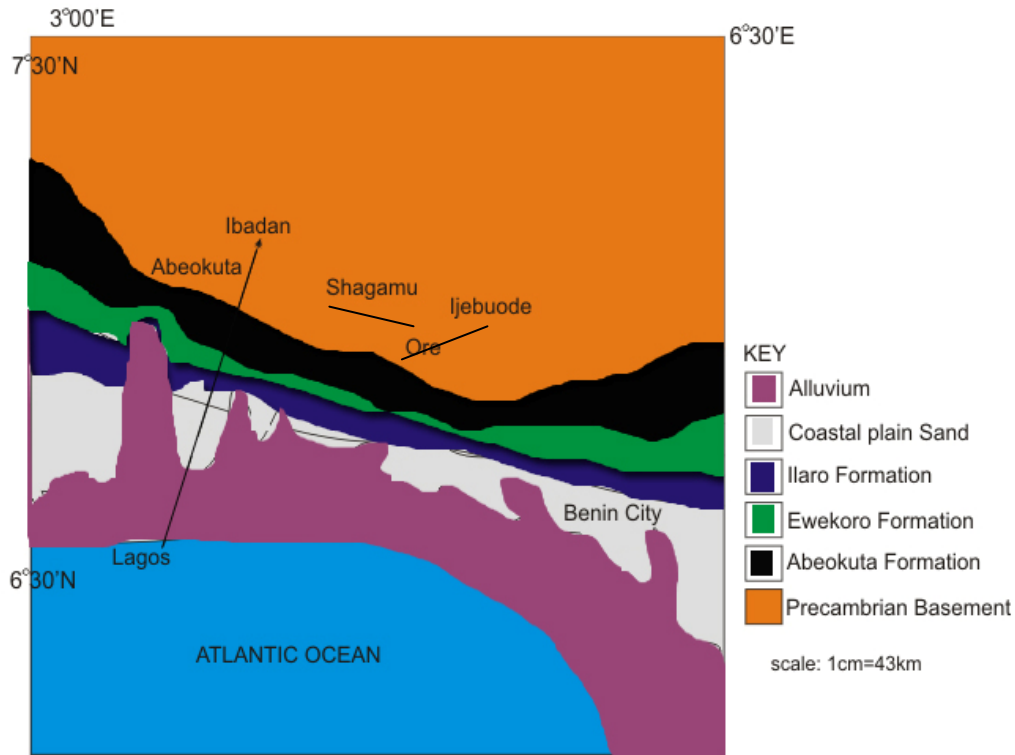 3°00'E
6°30'E
7°30'N
Ibadan
Abeokuta
Shagamu
Ijebuode
Ore
KEY
Alluvium
Coastal plain Sand
Ilaro Formation
Benin City
Ewekoro Formation
Lagos
Abeokuta Formation
6°30'N
Precambrian Basement
ATLANTIC OCEAN
scale: 1cm=43km